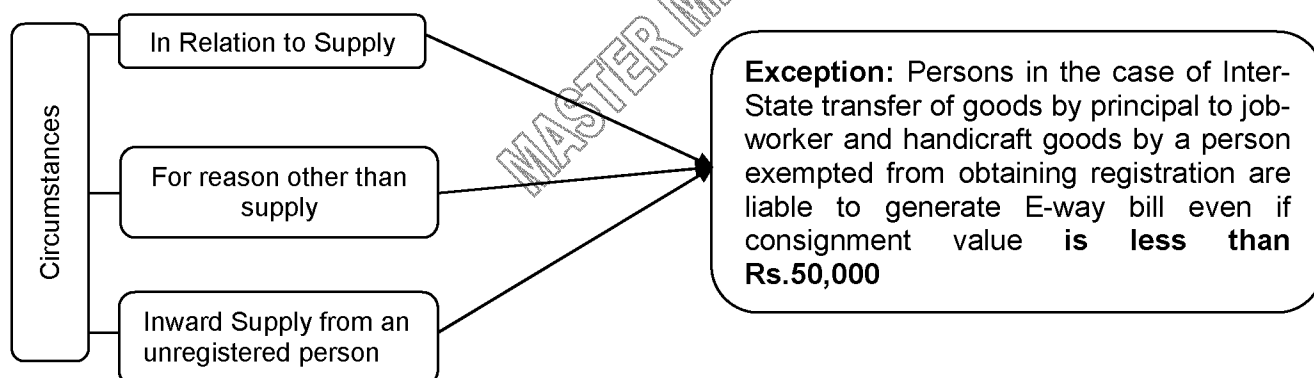 Circumstances
In Relation to Supply
For reason other than
supply
Inward Supply from an
unregistered person
MASTER M
Exception: Persons in the case of Inter-
State transfer of goods by principal to job-
worker and handicraft goods by a person
exempted from obtaining registration are
liable to generate E-way bill even if
consignment value is less than
Rs.50,000